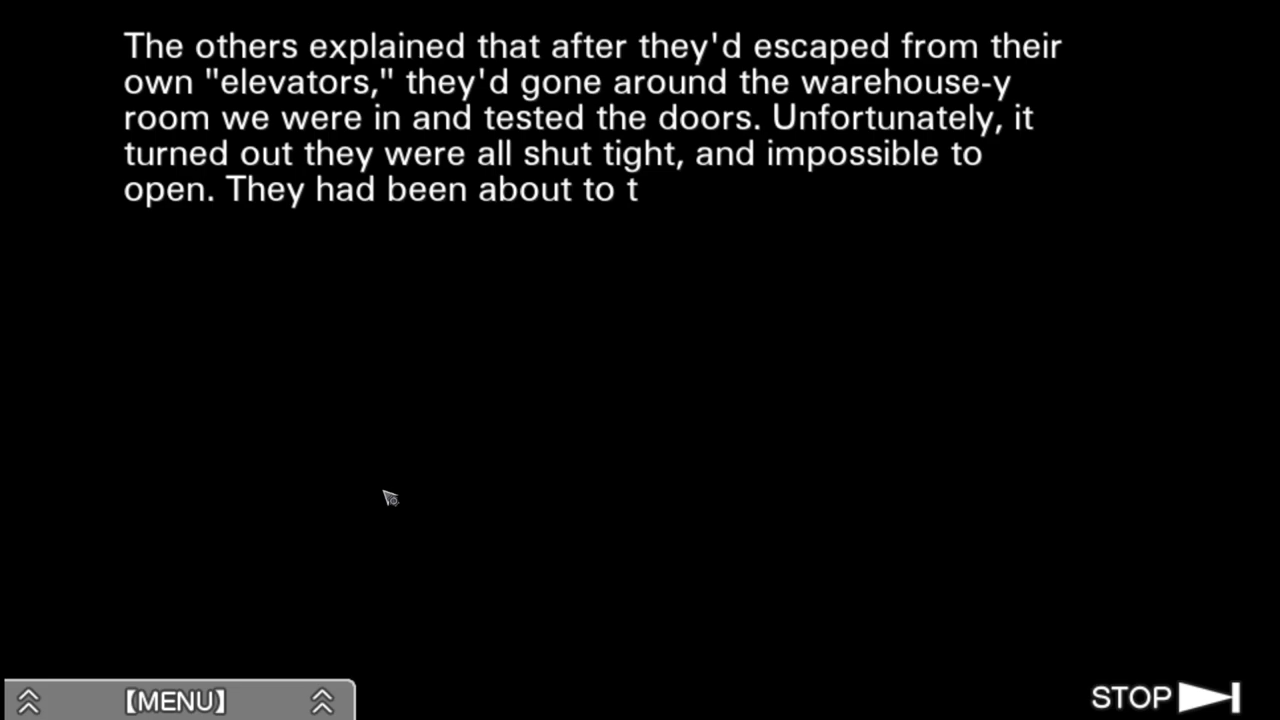 The others explained that after they'd escaped from their
own "elevators," they'd gone around the warehouse-y
room we were in and tested the doors. Unfortunately, it
turned out they were all shut tight, and impossible to
open. They had been about to t
【MENU】
STOP